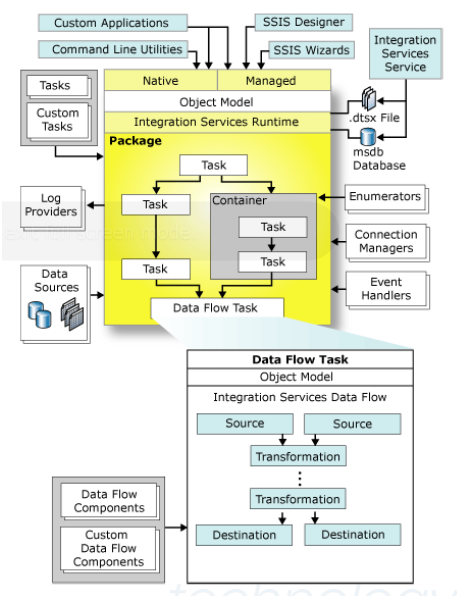 Custom Applications
SSIS Designer
Command Line Utilities
SSIS Wizards
Integration
Services
Service
Tasks
Custom
Tasks
Native
Managed
Object Model
Integration Services Runtime
.dtsx File
msdb
Database
Package
Task
Log
Providers
Task
Container
Task
Task
Task
Enumerators
Connection
Managers
Event
Handlers
Data
Sources
Data Flow Task
Data Flow Task
Object Model
Integration Services Data Flow
Source
Source
Transformation
Transformation
Destination
Destination
Data Flow
Components
Custom
Data Flow
Components
technology